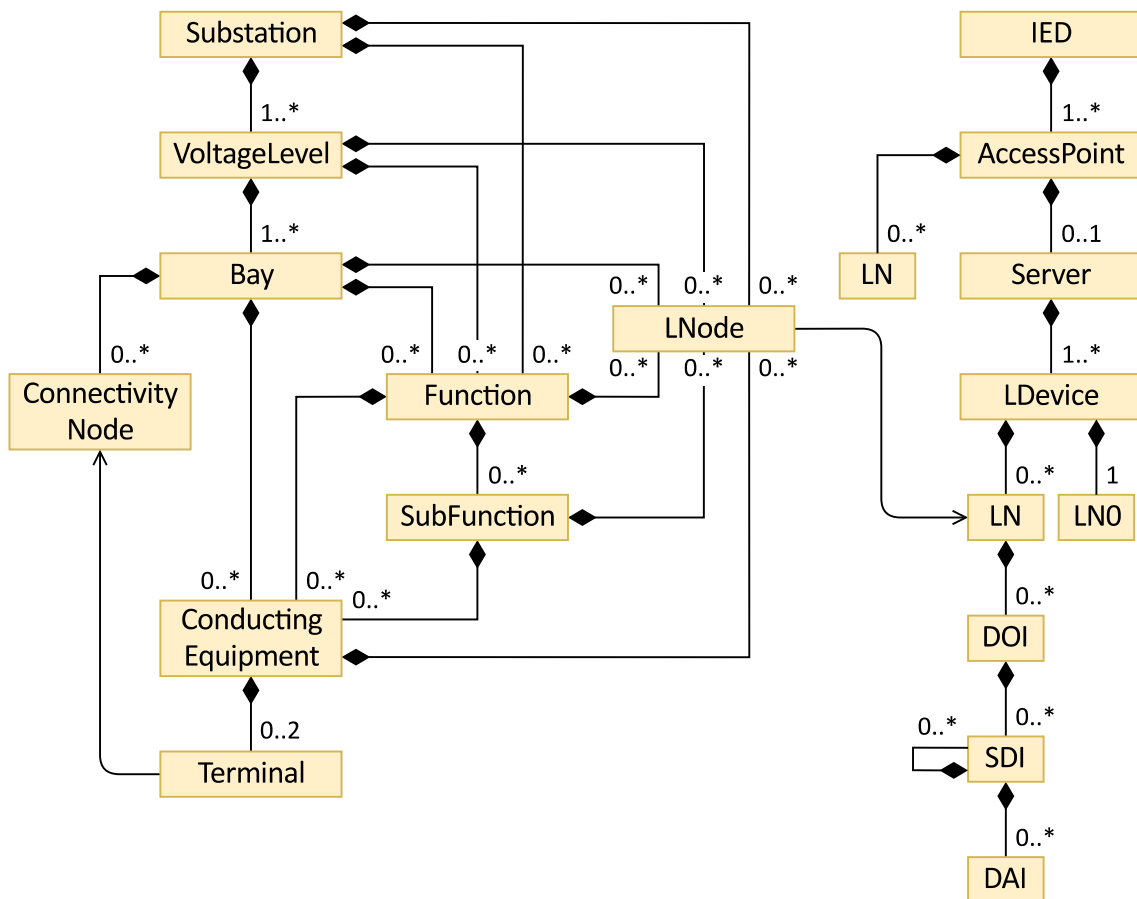 Substation
IED
1..*
1..*
VoltageLevel
AccessPoint
1..*
0..*
0..1
Bay
LN
Server
0..*
0..*
0..*
LNode
0..*
0..*
0..*
0..*
1..*
0..*
0..*
0..*
Connectivity
Node
Function
LDevice
0..*
0..*
1
SubFunction
LN
LN0
0..*
0..*
0..*
0..*
Conducting
Equipment
DOI
0..2
0..*
0..*
Terminal
SDI
0..*
DAI